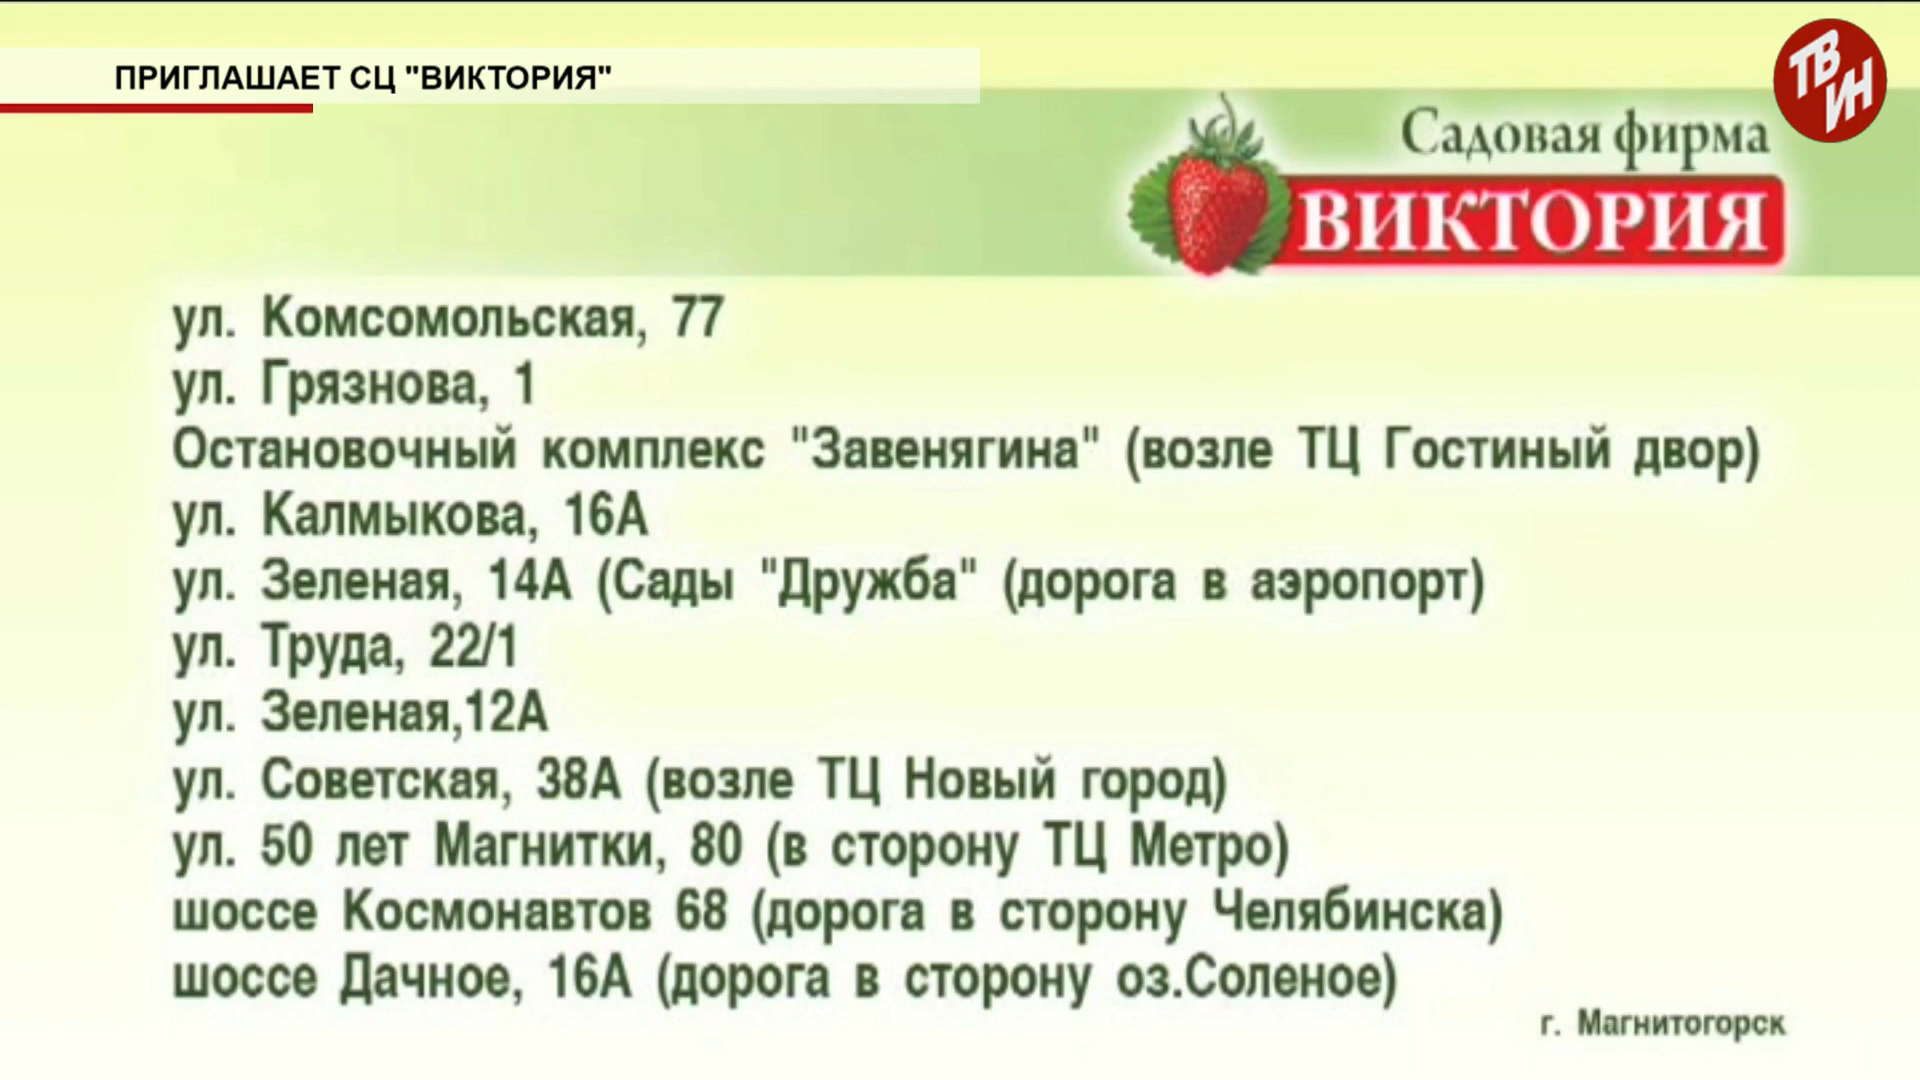 ПРИГЛАШАЕТ СЦ "ВИКТОРИЯ"
ТВ
ИН
Садовая фирма
ВИКТОРИЯ
ул. Комсомольская, 77
ул. Грязнова, 1
Остановочный комплекс "Завенягина" (возле ТЦ Гостиный двор)
ул. Калмыкова, 16А
ул. Зеленая, 14А (Сады "Дружба" (дорога в аэропорт)
ул. Труда, 22/1
ул. Зеленая,12А
ул. Советская, 38А (возле ТЦ Новый город)
ул. 50 лет Магнитки, 80 (в сторону ТЦ Метро)
шоссе Космонавтов 68 (дорога в сторону Челябинска)
шоссе Дачное, 16А (дорога в сторону оз.Соленое)
г. Магнитогорск